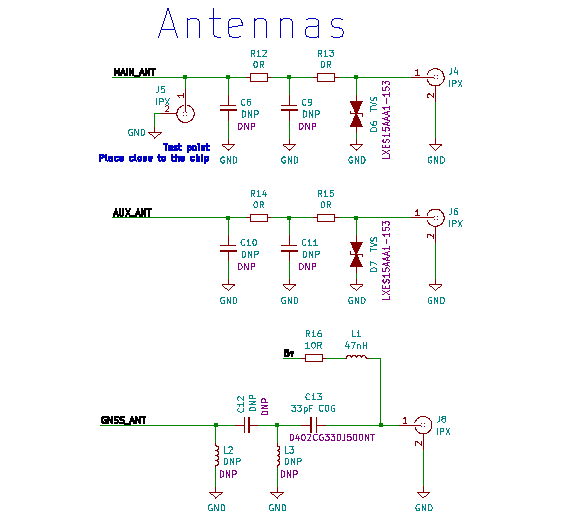 Antennas
R12
0R
R13
0R
MAIN_ANT
1
J4
IPX
2
J5
IPX
1
2
GND
C6
DNP
DNP
C9
DNP
DNP
D6 TVS
LXES15AAA1-153
Test point
Place close to the chip
GND
GND
GND
GND
R14
0R
R15
0R
AUX_ANT
1
J6
IPX
2
C10
DNP
DNP
C11
DNP
DNP
D7 TVS
LXES15AAA1-153
GND
GND
GND
GND
R16
10R
L1
47nH
C12
DNP
DNP
C13
33pF C0G
0402CG330J500NT
GNSS_ANT
1
J8
IPX
2
L2
DNP
DNP
L3
DNP
DNP
GND
GND
GND